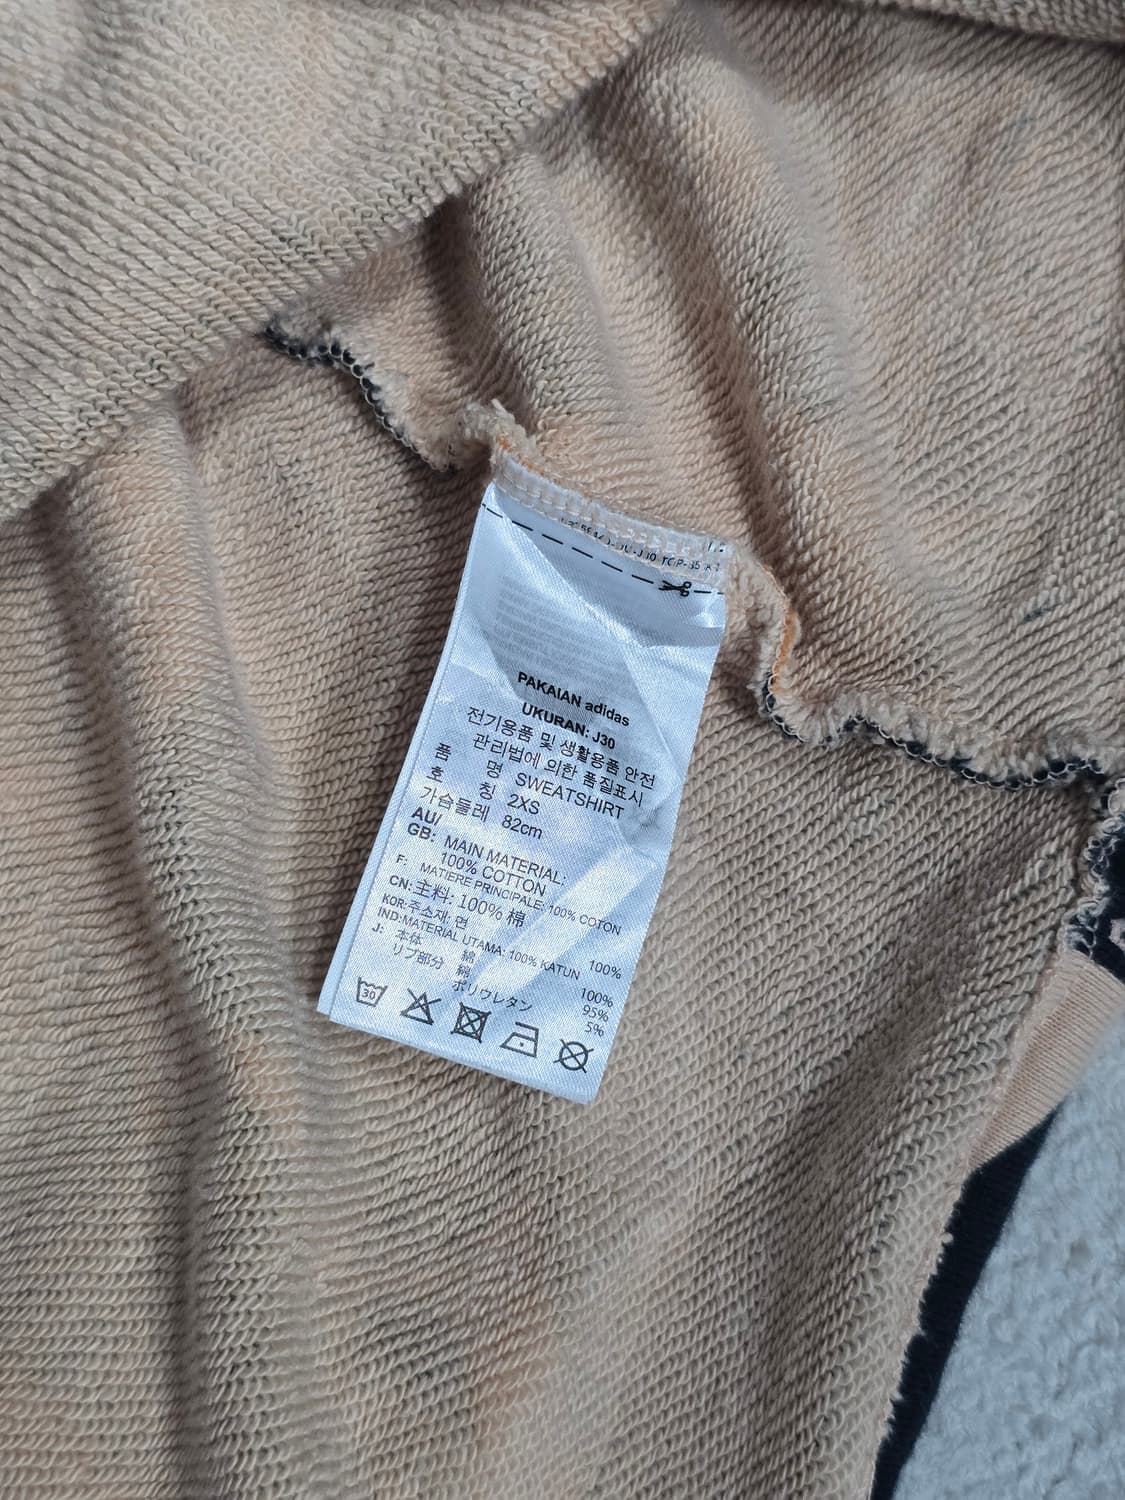 PAKAIAN adidas
UKURAN: J30
전기용품 및 생활용품 안전
관리법에 의한 품질표시
품 명 SWEATSHIRT
호 칭 2XS
가슴둘레 82cm
AU/
GB: MAIN MATERIAL:
100% COTTON
F: MATIERE PRINCIPALE: 100% COTON
CN: 主料: 100% 棉
KOR: 주소재: 면 100%
IND: MATERIAL UTAMA: 100% KATUN
J: 本体 綿 100%
リブ部分 綿 95%
ポリウレタン 5%
30